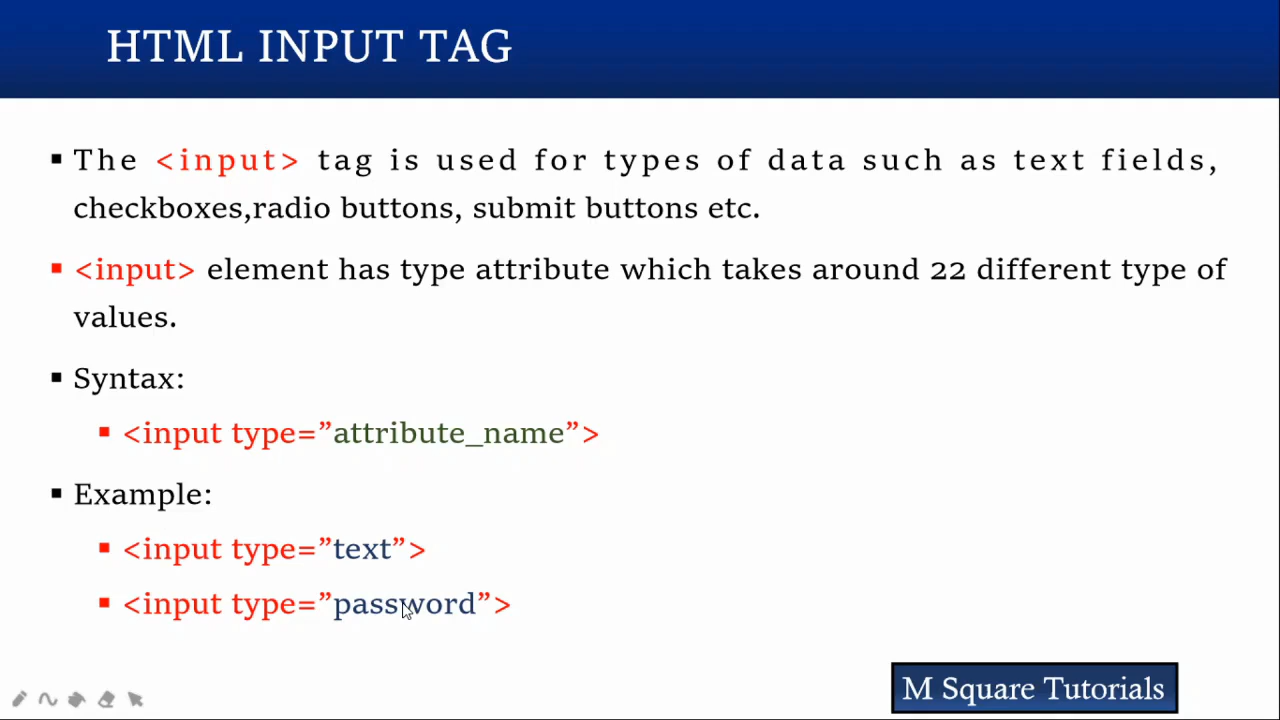 HTML INPUT TAG
▪ The <input> tag is used for types of data such as text fields,
checkboxes,radio buttons, submit buttons etc.
▪ <input> element has type attribute which takes around 22 different type of
values.
▪ Syntax:
▪ <input type=”attribute_name”>
▪ Example:
▪ <input type=”text”>
▪ <input type=”password”>
M Square Tutorials